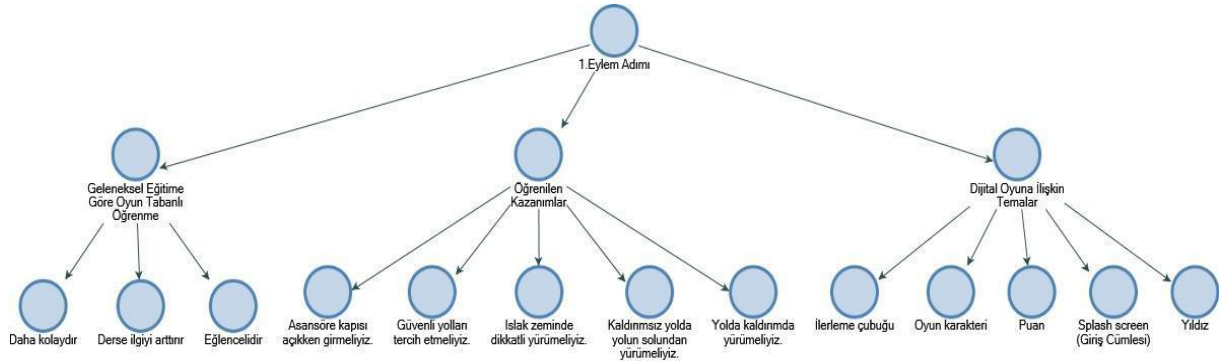 1.Eylem Adımı
Geleneksel Eğitime
Göre Oyun Tabanlı
Öğrenme
Öğrenilen
Kazanımlar
Dijital Oyuna İlişkin
Temalar
Daha kolaydır
Derse ilgiyi arttırır
Eğlencelidir
Asansöre kapısı
açıkken girmeliyiz.
Güvenli yolları
tercih etmeliyiz.
Islak zeminde
dikkatli yürümeliyiz.
Kaldırımsız yolda
yolun solundan
yürümeliyiz.
Yolda kaldırımda
yürümeliyiz.
İlerleme çubuğu
Oyun karakteri
Puan
Splash screen
(Giriş Cümlesi)
Yıldız